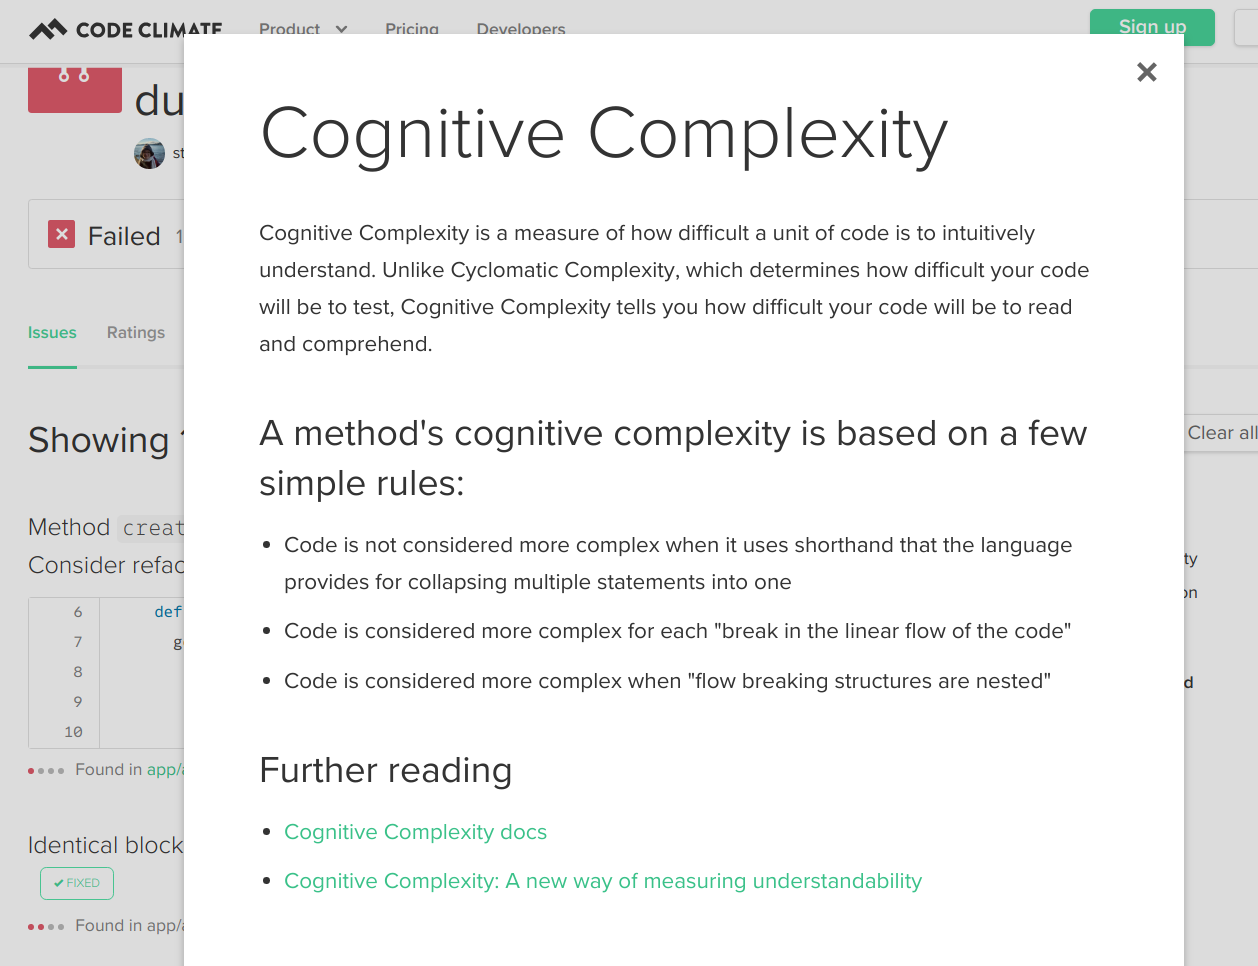 CODE CLIMATE
Product
Pricing
Developers
Sign up
du
st
Failed 1
Issues
Ratings
Showing
Method creat
Consider refac
6 def
7 g
8
9
10
Found in app/a
Identical block
FIXED
Found in app/a
Cognitive Complexity
Cognitive Complexity is a measure of how difficult a unit of code is to intuitively
understand. Unlike Cyclomatic Complexity, which determines how difficult your code
will be to test, Cognitive Complexity tells you how difficult your code will be to read
and comprehend.
A method's cognitive complexity is based on a few
simple rules:
Code is not considered more complex when it uses shorthand that the language
provides for collapsing multiple statements into one
Code is considered more complex for each "break in the linear flow of the code"
Code is considered more complex when "flow breaking structures are nested"
Further reading
Cognitive Complexity docs
Cognitive Complexity: A new way of measuring understandability
Clear all
ty
on
d